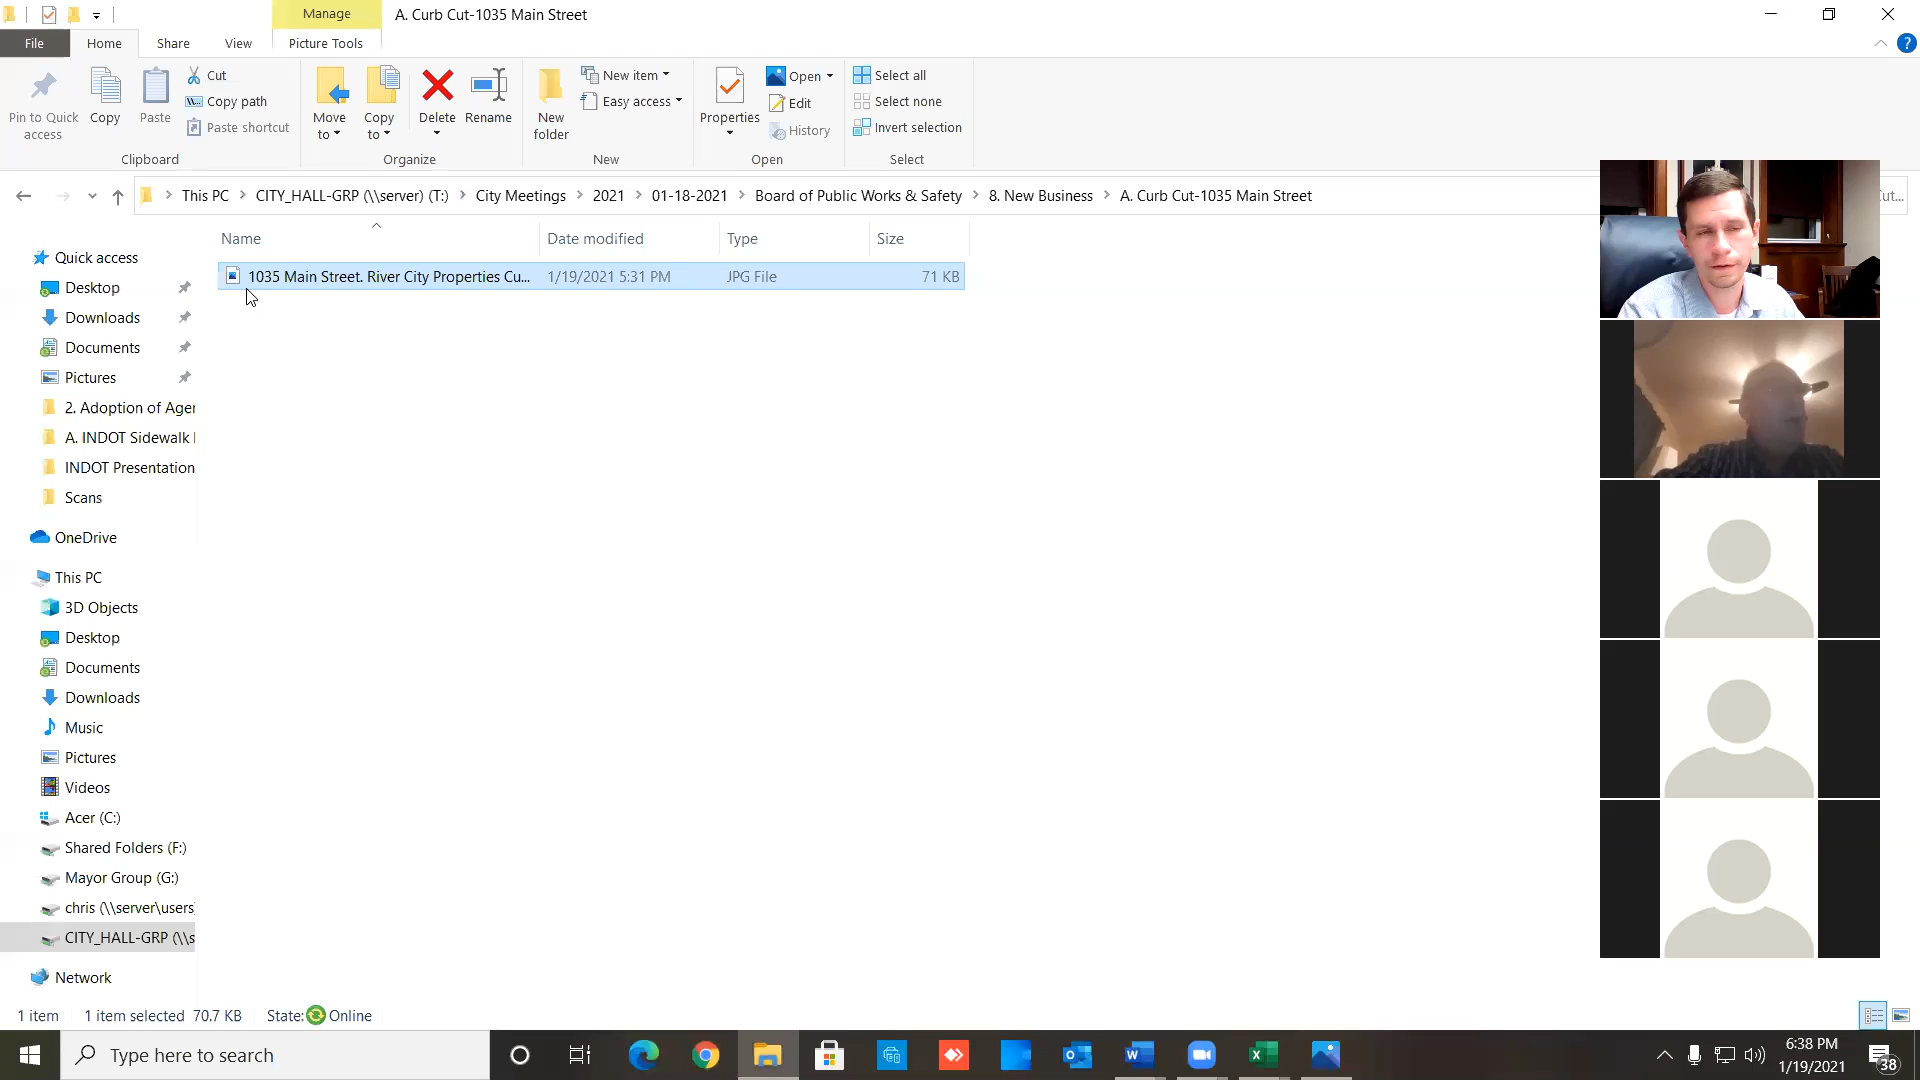 Manage
A. Curb Cut-1035 Main Street
File
Home
Share
View
Picture Tools
?
Pin to Quick access
Copy
Paste
Cut
Copy path
Paste shortcut
Clipboard
Move to
Copy to
Delete
Rename
Organize
New folder
New item
Easy access
New
Properties
Open
Edit
History
Open
Select all
Select none
Invert selection
Select
This PC
CITY_HALL-GRP (\\server) (T:)
City Meetings
2021
01-18-2021
Board of Public Works & Safety
8. New Business
A. Curb Cut-1035 Main Street
Cut...
Name
Date modified
Type
Size
1035 Main Street. River City Properties Cu...
1/19/2021 5:31 PM
JPG File
71 KB
Quick access
Desktop
Downloads
Documents
Pictures
2. Adoption of Agen
A. INDOT Sidewalk
INDOT Presentation
Scans
OneDrive
This PC
3D Objects
Desktop
Documents
Downloads
Music
Pictures
Videos
Acer (C:)
Shared Folders (F:)
Mayor Group (G:)
chris (\\server\users
CITY_HALL-GRP (\\s
Network
1 item
1 item selected 70.7 KB
State: Online
Type here to search
6:38 PM
1/19/2021
38